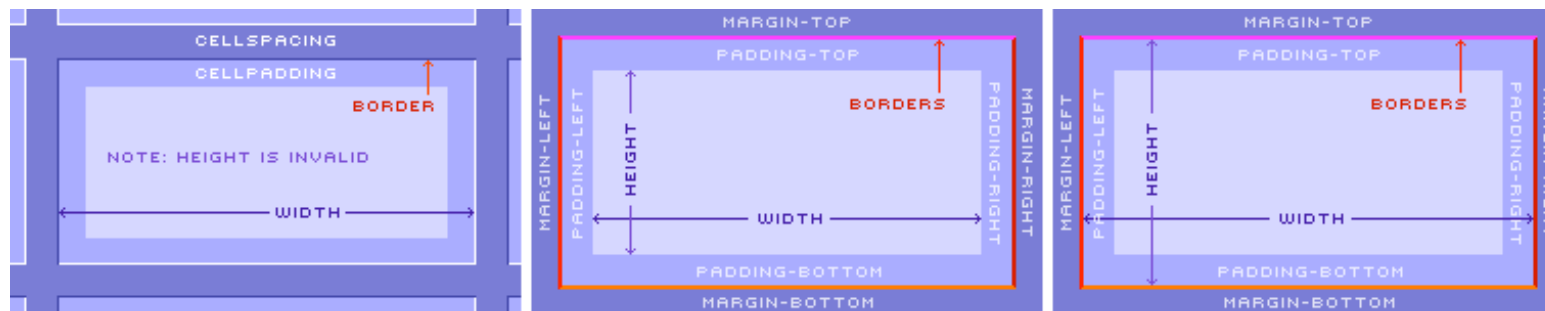 CELLSPACING
CELLPADDING
BORDER
NOTE: HEIGHT IS INVALID
WIDTH
MARGIN-TOP
PADDING-TOP
BORDERS
MARGIN-LEFT
PADDING-LEFT
HEIGHT
WIDTH
PADDING-RIGHT
MARGIN-RIGHT
PADDING-BOTTOM
MARGIN-BOTTOM
MARGIN-TOP
PADDING-TOP
BORDERS
MARGIN-LEFT
PADDING-LEFT
HEIGHT
WIDTH
PADDING-RIGHT
PADDING-BOTTOM
MARGIN-BOTTOM